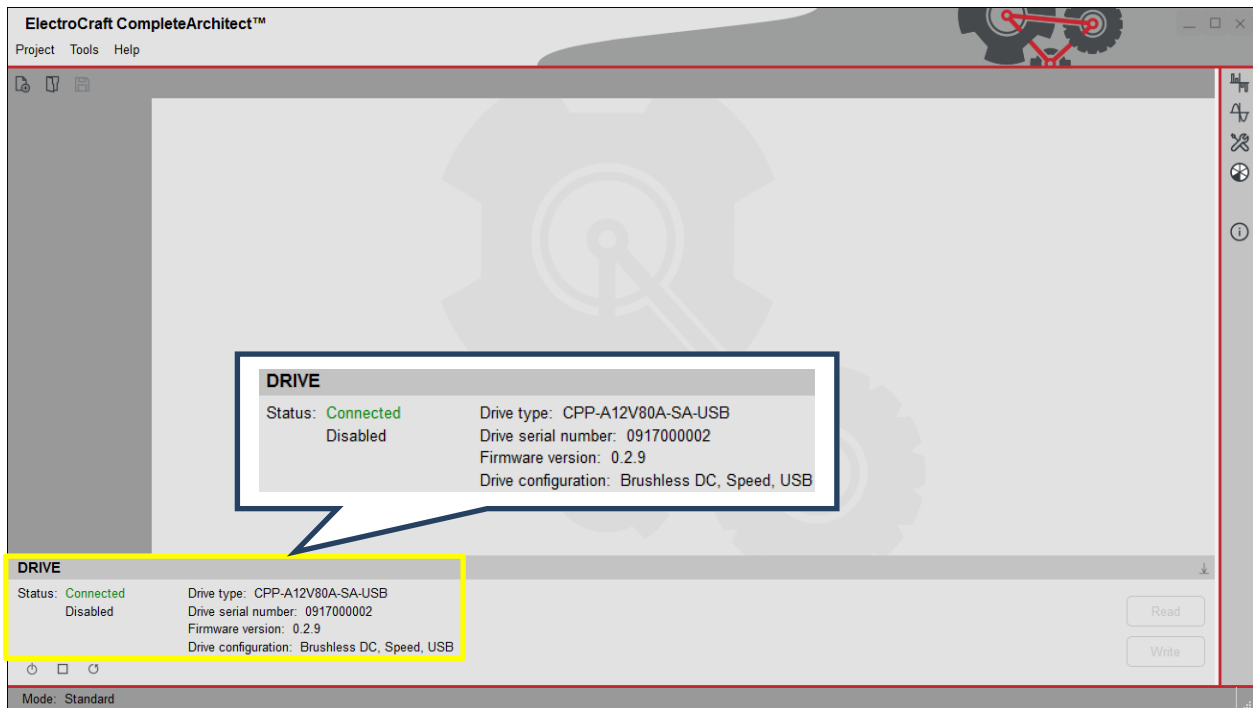 ElectroCraft CompleteArchitect™
Project Tools Help
DRIVE
Status: Connected Drive type: CPP-A12V80A-SA-USB
Disabled Drive serial number: 0917000002
Firmware version: 0.2.9
Drive configuration: Brushless DC, Speed, USB
DRIVE
Status: Connected Drive type: CPP-A12V80A-SA-USB
Disabled Drive serial number: 0917000002
Firmware version: 0.2.9
Drive configuration: Brushless DC, Speed, USB
Read
Write
Mode: Standard